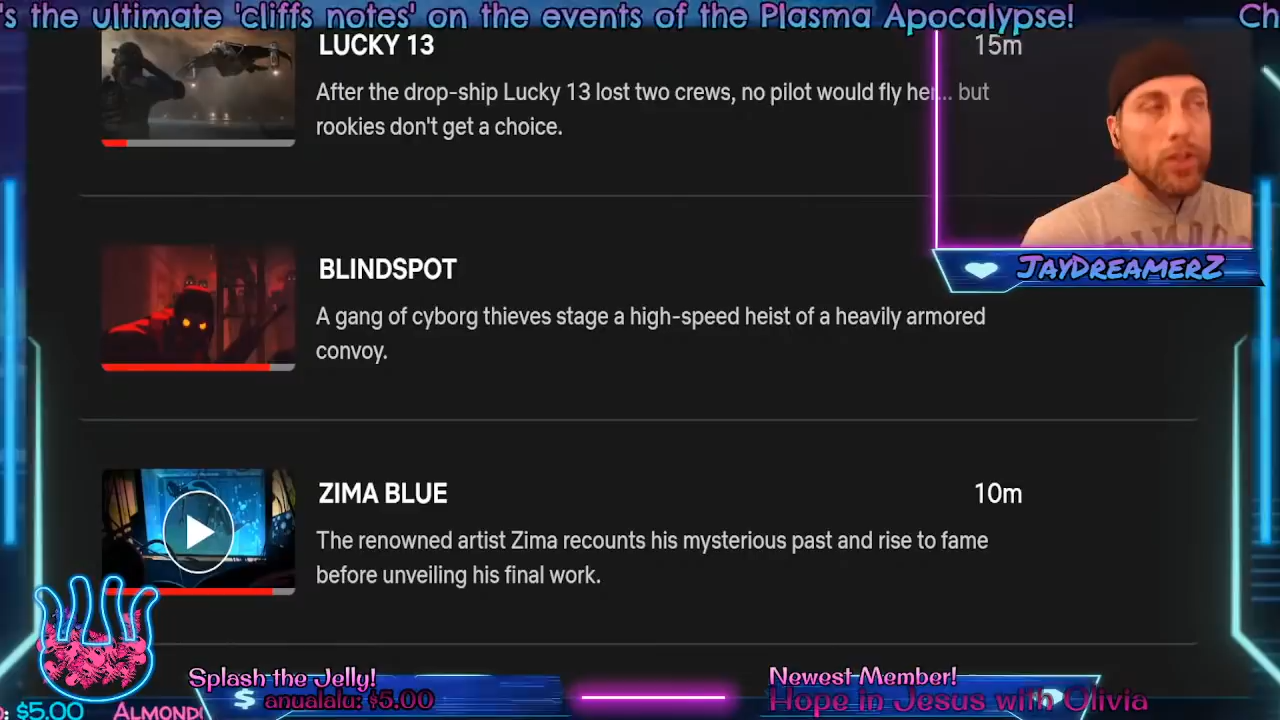 's the ultimate 'cliffs notes' on the events of the Plasma Apocalypse!
Ch
LUCKY 13
15m
After the drop-ship Lucky 13 lost two crews, no pilot would fly her... but
rookies don't get a choice.
JAYDREAMERZ
BLINDSPOT
A gang of cyborg thieves stage a high-speed heist of a heavily armored
convoy.
ZIMA BLUE
10m
The renowned artist Zima recounts his mysterious past and rise to fame
before unveiling his final work.
Splash the Jelly!
$ anualalu: $5.00
Newest Member!
Hope in Jesus with Olivia
: $5.00 ALMOND